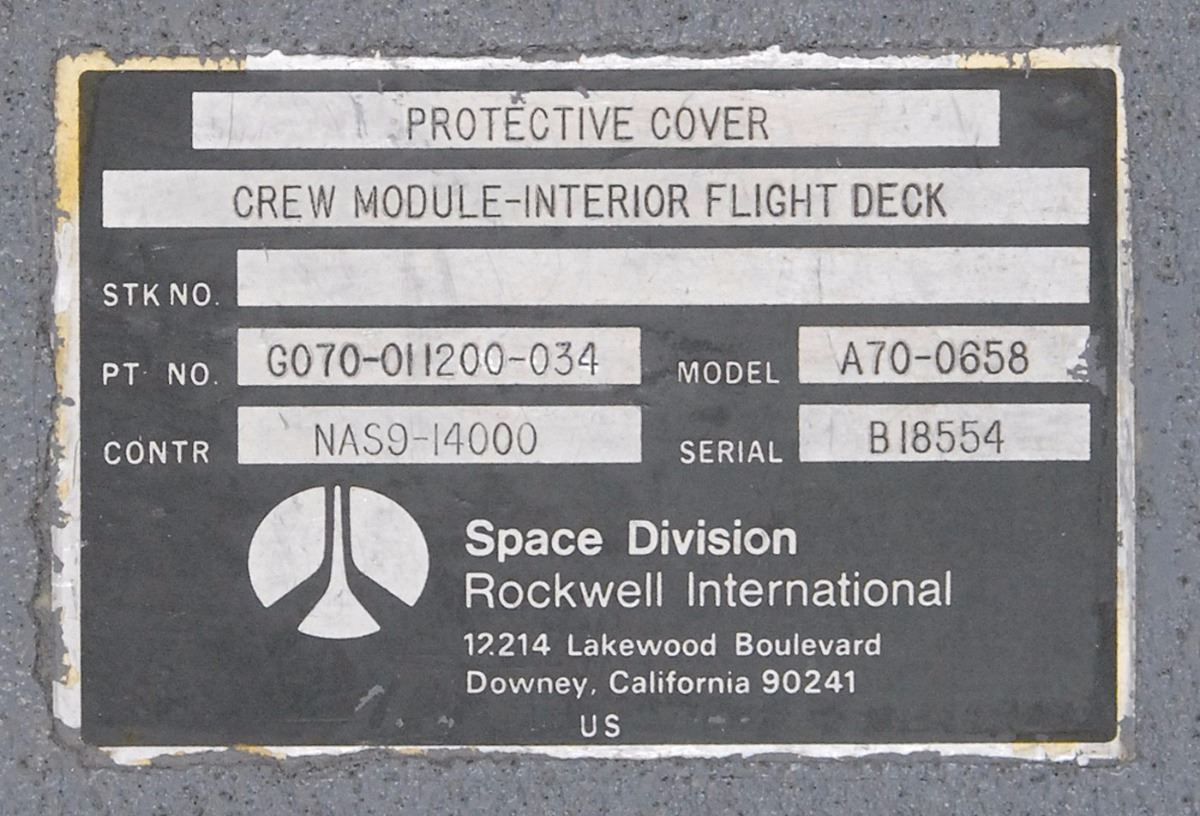 PROTECTIVE COVER
CREW MODULE-INTERIOR FLIGHT DECK
STK NO.
PT NO. G070-011200-034 MODEL A70-0658
CONTR NAS9-14000 SERIAL B18554
Space Division
Rockwell International
12214 Lakewood Boulevard
Downey, California 90241
US